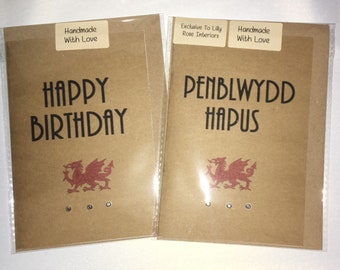 Handmade
With Love
HAPPY
BIRTHDAY
Exclusive To Lilly
Rose Interiors
Handmade
With Love
PENBLWYDD
HAPUS